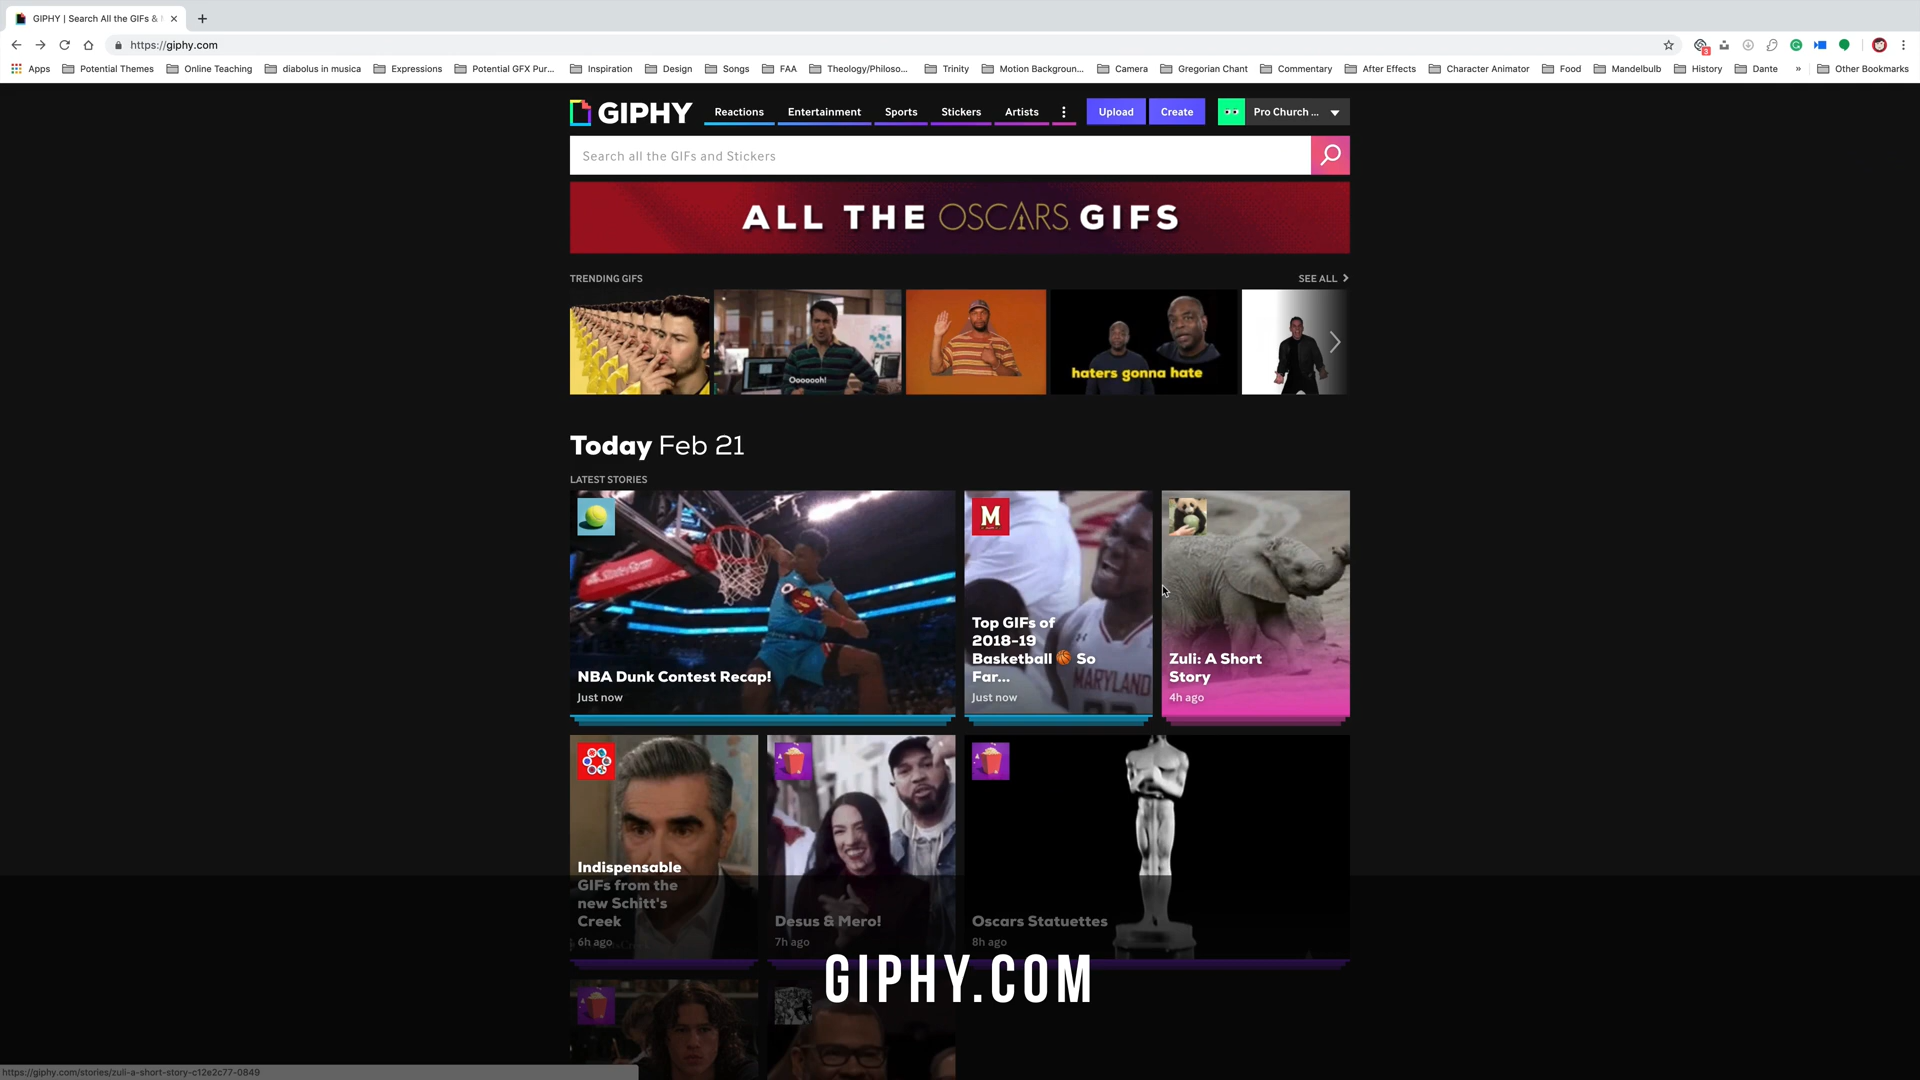 GIPHY | Search All the GIFs &
https://giphy.com
Apps Potential Themes Online Teaching diabolus in musica Expressions Potential GFX Pur... Inspiration Design Songs FAA Theology/Philoso... Trinity Motion Backgroun... Camera Gregorian Chant Commentary After Effects Character Animator Food Mandelbulb History Dante » Other Bookmarks
GIPHY Reactions Entertainment Sports Stickers Artists Upload Create Pro Church ...
Search all the GIFs and Stickers
ALL THE OSCARS GIFS
TRENDING GIFS SEE ALL
Ooooooh!
haters gonna hate
Today Feb 21
LATEST STORIES
M
NBA Dunk Contest Recap!
Just now
Top GIFs of
2018-19
Basketball 🏀 So
Far...
Just now
MARYLAND
Zuli: A Short
Story
4h ago
Indispensable
GIFs from the
new Schitt's
Creek
6h ago
Desus & Mero!
7h ago
Oscars Statuettes
8h ago
GIPHY.COM
https://giphy.com/stories/zuli-a-short-story-c12e2c77-0849